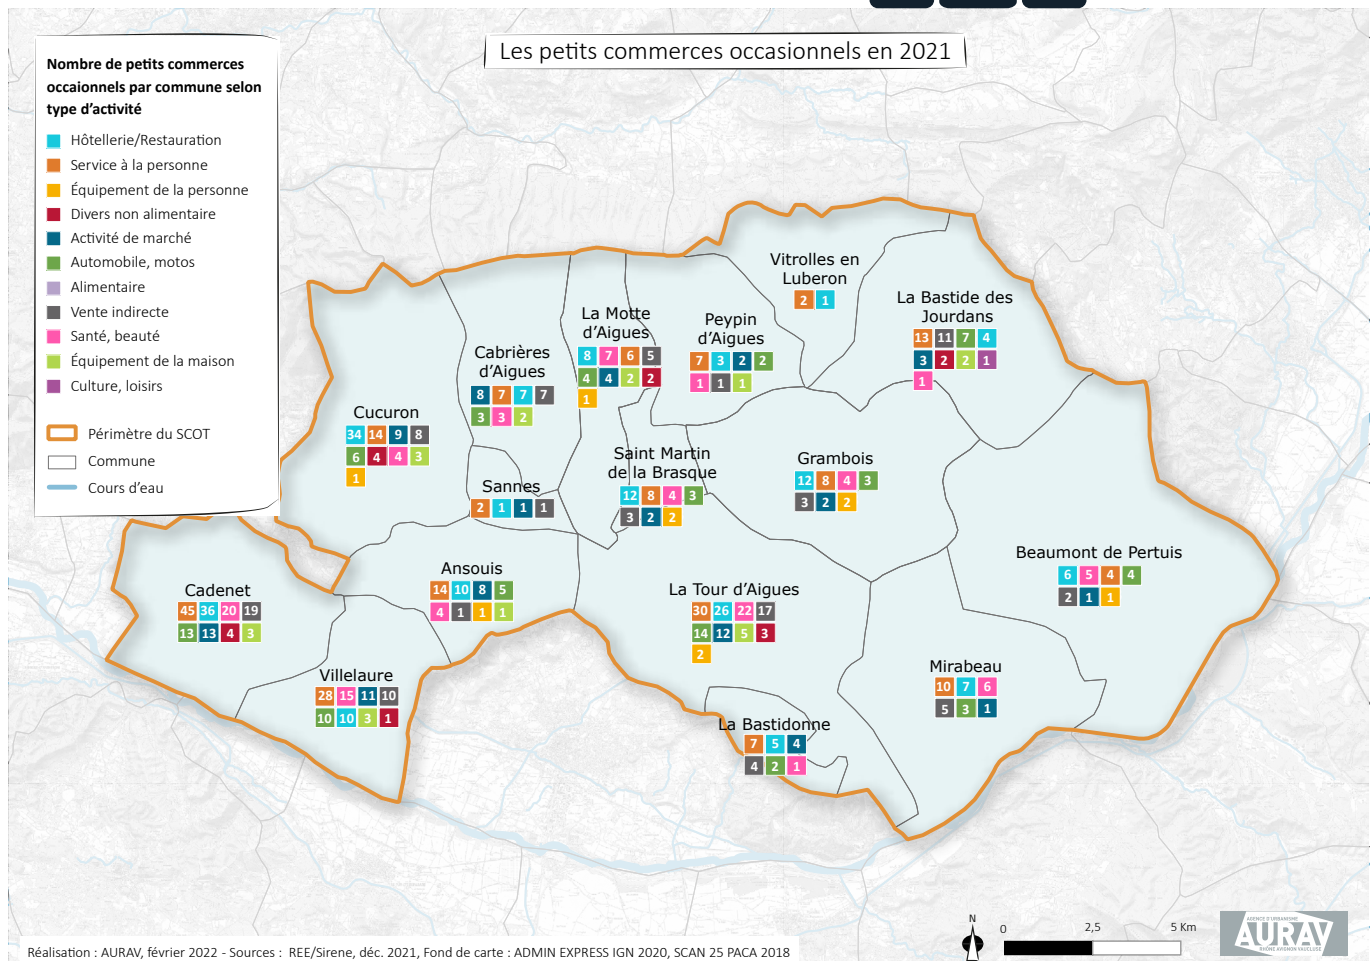 Les petits commerces occasionnels en 2021
Nombre de petits commerces
occaionnels par commune selon
type d'activité
Hôtellerie/Restauration
Service à la personne
Équipement de la personne
Divers non alimentaire
Activité de marché
Automobile, motos
Alimentaire
Vente indirecte
Santé, beauté
Équipement de la maison
Culture, loisirs
Périmètre du SCOT
Commune
Cours d'eau
Vitrolles en
Luberon
2 1
La Bastide des
Jourdans
13 11 7 4
3 2 2 1
1
La Motte
d'Aigues
8 7 6 5
4 4 2 2
1
Peypin
d'Aigues
7 3 2 2
1 1 1
Cabrières
d'Aigues
8 7 7 7
3 3 2
Cucuron
34 14 9 8
6 4 4 3
1
Saint Martin
de la Brasque
12 8 4 3
3 2 2
Grambois
12 8 4 3
3 2 2
Sannes
2 1 1 1
Beaumont de Pertuis
6 5 4 4
2 1 1
Ansouis
14 10 8 5
4 1 1 1
La Tour d'Aigues
30 26 22 17
14 12 5 3
2
Cadenet
45 36 20 19
13 13 4 3
Villelaure
28 15 11 10
10 10 3 1
Mirabeau
10 7 6
5 3 1
La Bastidonne
7 5 4
4 2 1
N
0 2,5 5 Km
AGENCE D'URBANISME
AURAV
RHÔNE AVIGNON VAUCLUSE
Réalisation : AURAV, février 2022 - Sources : REE/Sirene, déc. 2021, Fond de carte : ADMIN EXPRESS IGN 2020, SCAN 25 PACA 2018